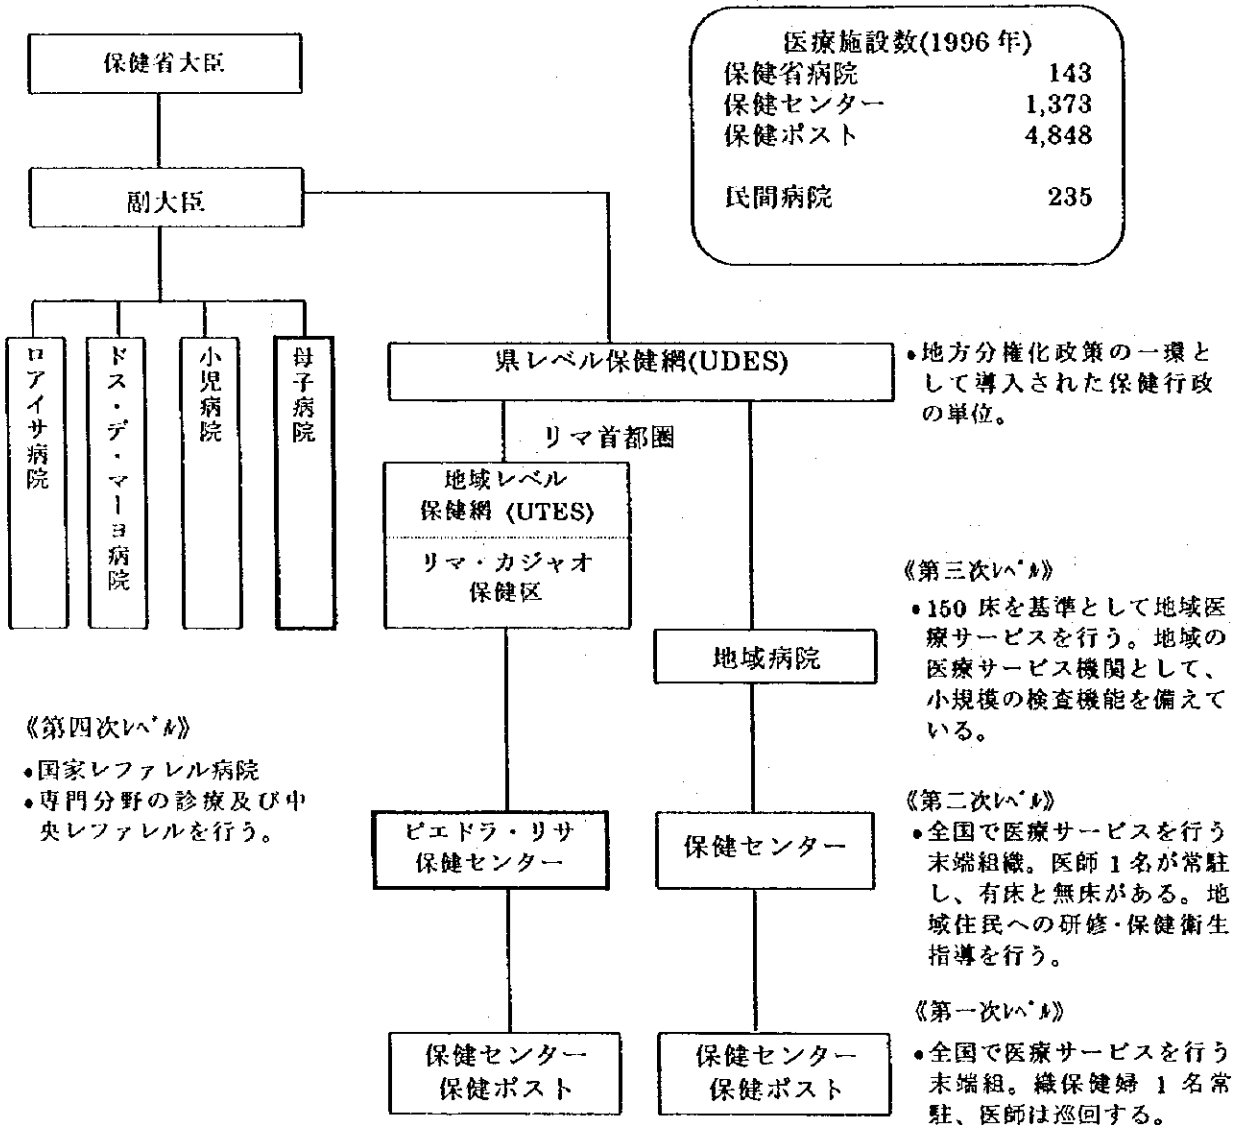 保健省大臣
副大臣
医療施設数(1996年)
保健省病院 143
保健センター 1,373
保健ポスト 4,848
民間病院 235
ロアイサ病院
ドス・デ・マーヨ病院
小児病院
母子病院
県レベル保健網(UDES)
•地方分権化政策の一環と
して導入された保健行政
の単位。
リマ首都圏
地域レベル
保健網 (UTES)
リマ・カジャオ
保健区
地域病院
《第三次ﾚﾍﾞﾙ》
•150 床を基準として地域医
療サービスを行う。地域の
医療サービス機関として、
小規模の検査機能を備えて
いる。
《第四次ﾚﾍﾞﾙ》
•国家レファレル病院
•専門分野の診療及び中
央レファレルを行う。
ピエドラ・リサ
保健センター
保健センター
《第二次ﾚﾍﾞﾙ》
•全国で医療サービスを行う
末端組織。医師 1 名が常駐
し、有床と無床がある。地
域住民への研修・保健衛生
指導を行う。
保健センター
保健ポスト
保健センター
保健ポスト
《第一次ﾚﾍﾞﾙ》
•全国で医療サービスを行う
末端組。織保健婦 1 名常
駐、医師は巡回する。